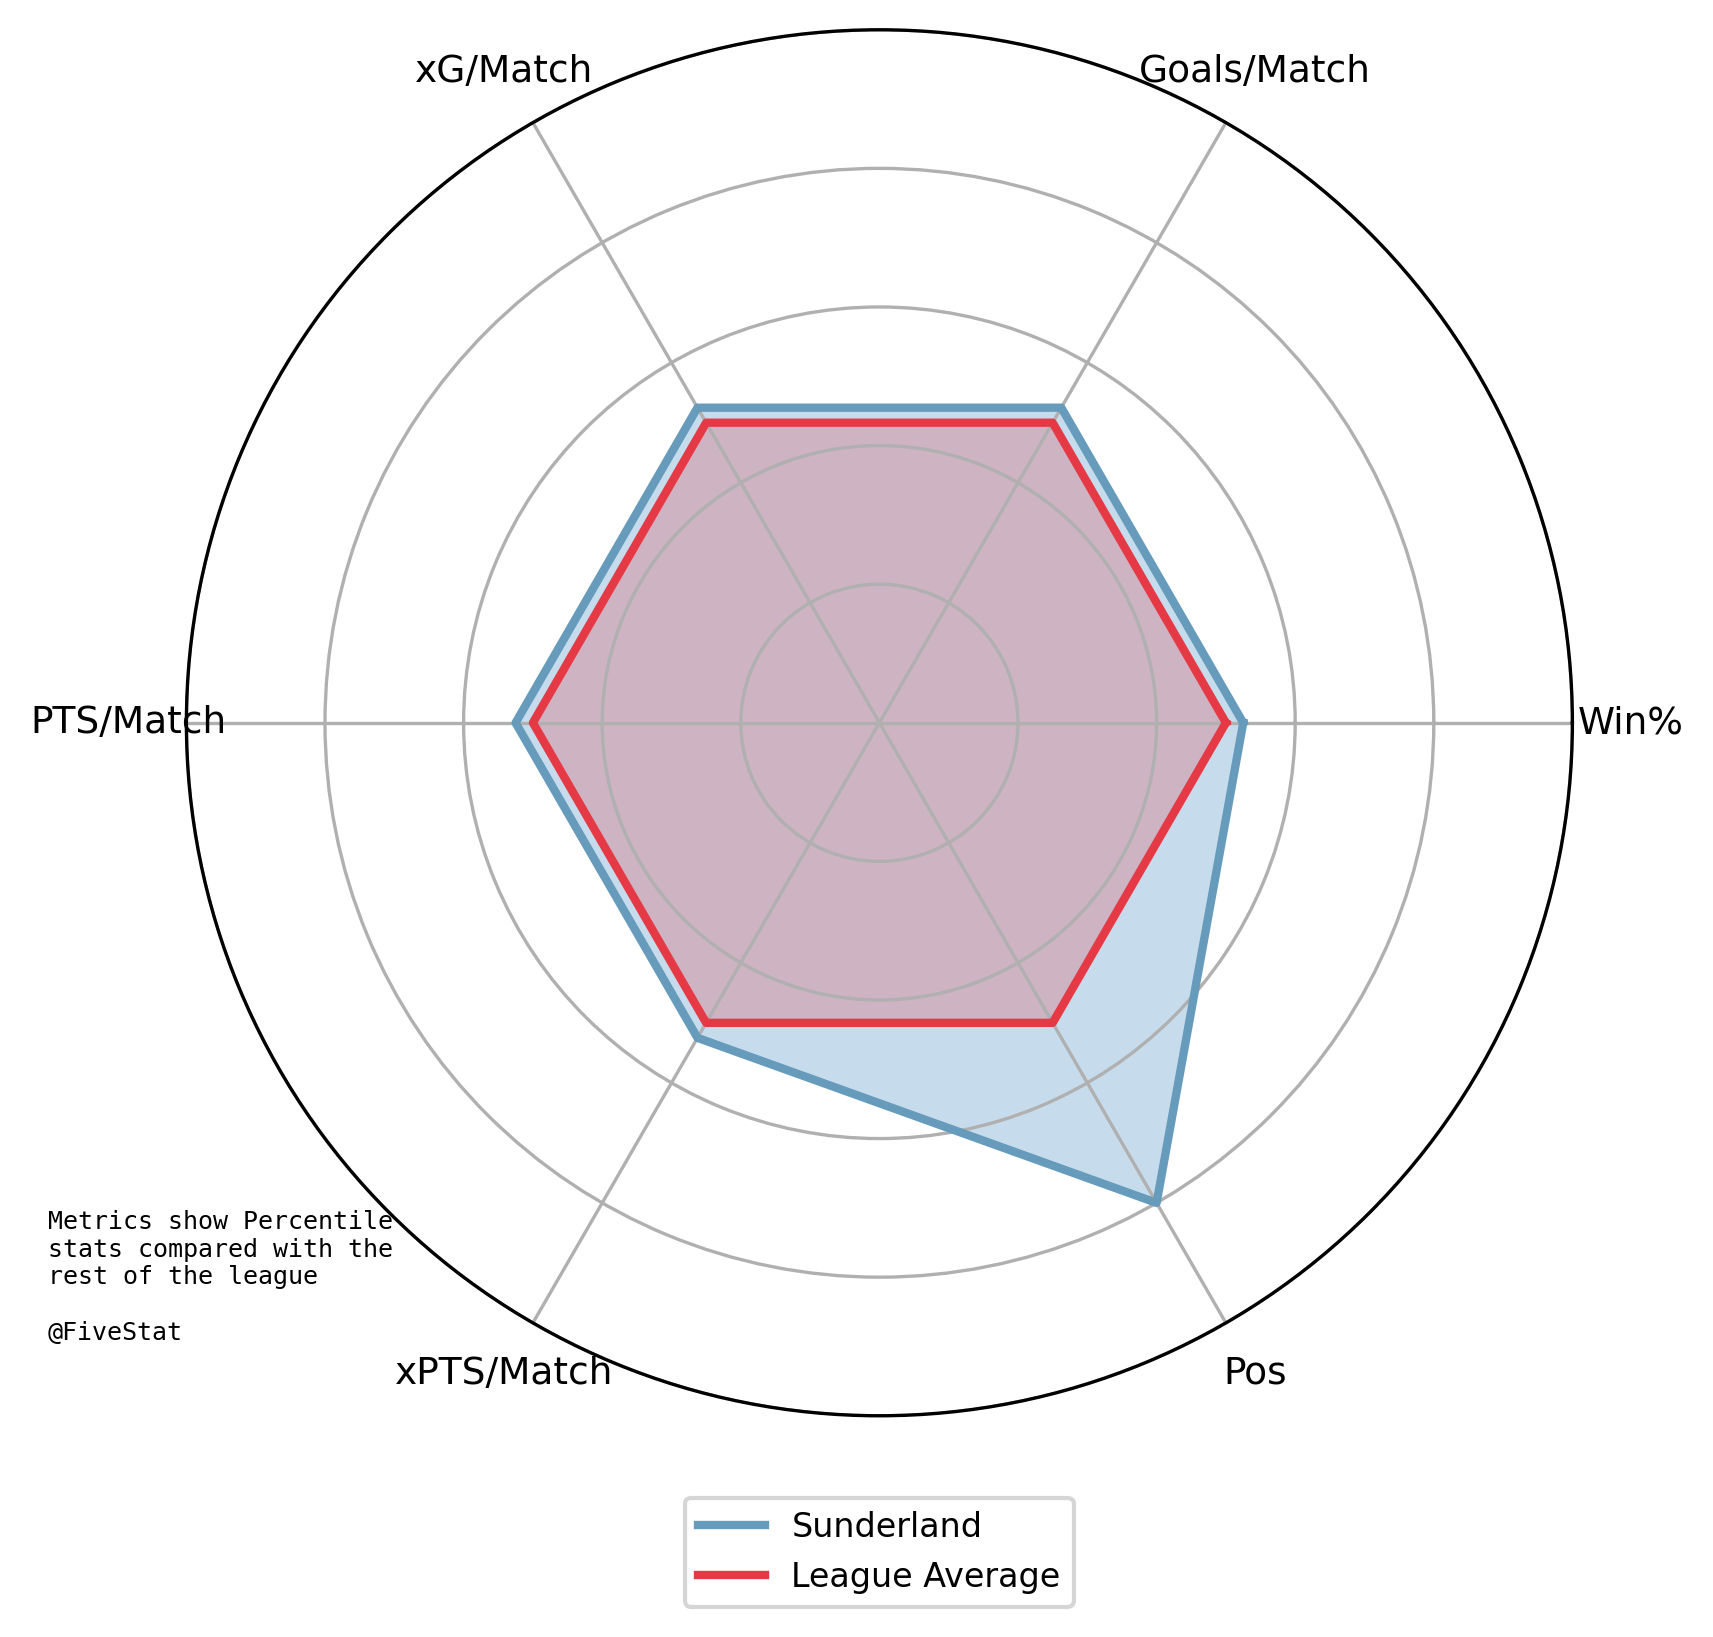 xG/Match
Goals/Match
PTS/Match
Win%
Metrics show Percentile
stats compared with the
rest of the league
@FiveStat
xPTS/Match
Pos
Sunderland
League Average